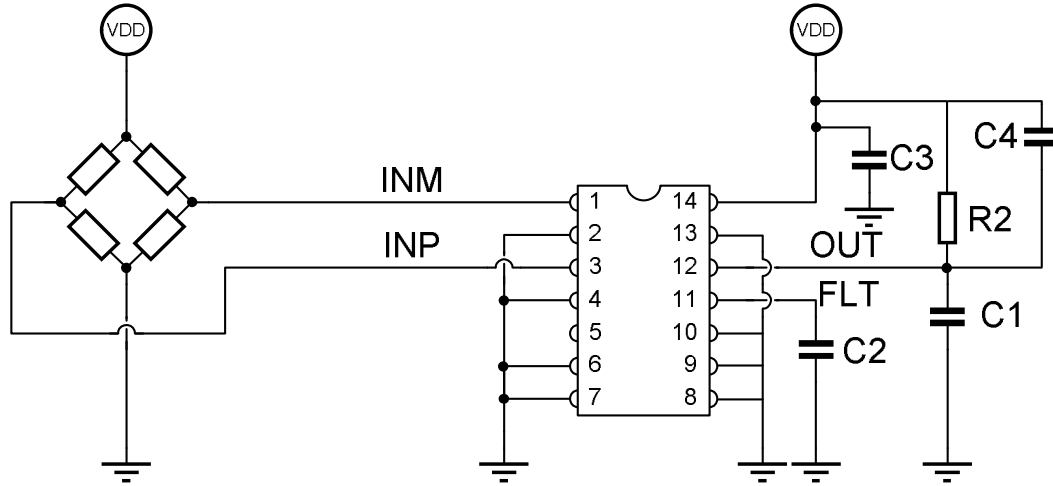 VDD VDD
C4
C3
INM
1 14
R2
2 13
INP OUT
3 12
FLT
4 11
C1
5 10
C2
6 9
7 8